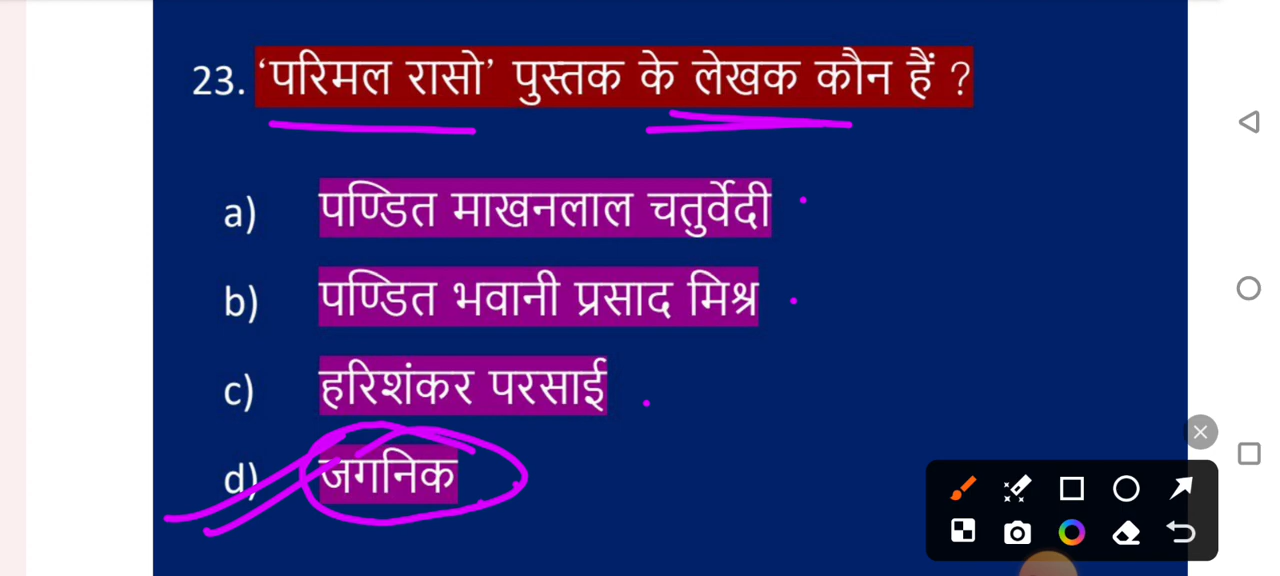 23. ‘परिमल रासो’ पुस्तक के लेखक कौन हैं ?
a) पण्डित माखनलाल चतुर्वेदी
b) पण्डित भवानी प्रसाद मिश्र
c) हरिशंकर परसाई
d) जगनिक